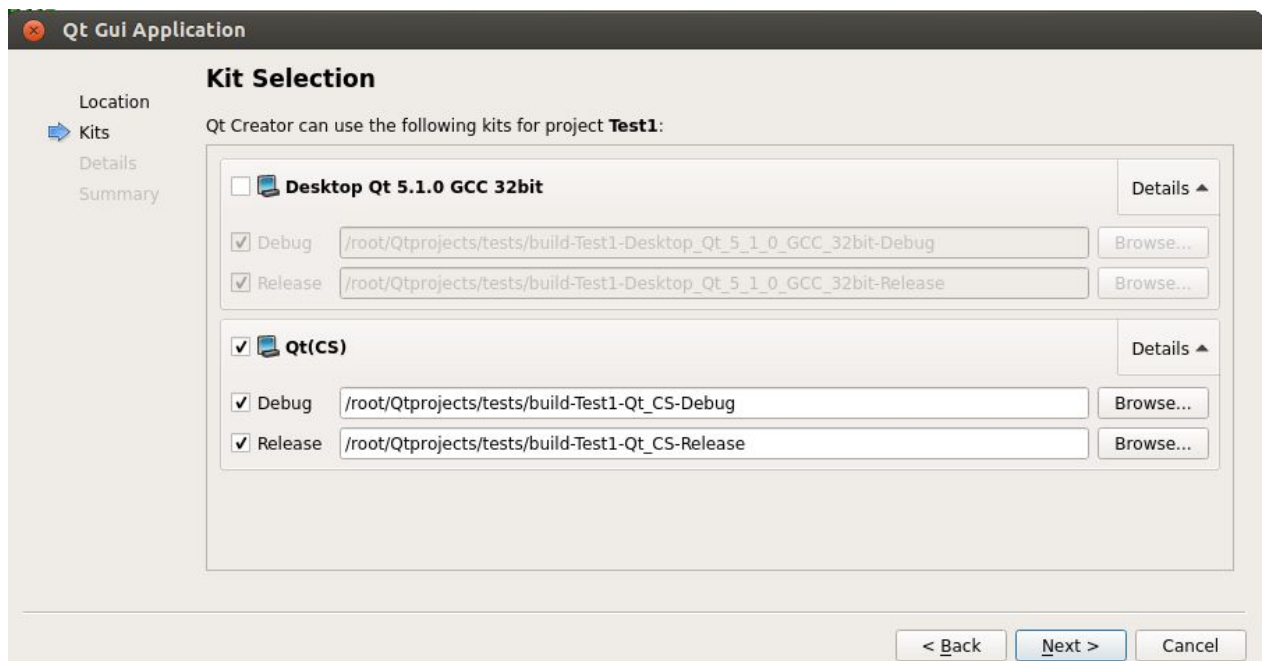 Qt Gui Application
Location
Kits
Details
Summary
Kit Selection
Qt Creator can use the following kits for project Test1:
Desktop Qt 5.1.0 GCC 32bit
Details
Debug /root/Qtprojects/tests/build-Test1-Desktop_Qt_5_1_0_GCC_32bit-Debug Browse...
Release /root/Qtprojects/tests/build-Test1-Desktop_Qt_5_1_0_GCC_32bit-Release Browse...
Qt(CS)
Details
Debug /root/Qtprojects/tests/build-Test1-Qt_CS-Debug Browse...
Release /root/Qtprojects/tests/build-Test1-Qt_CS-Release Browse...
< Back Next > Cancel